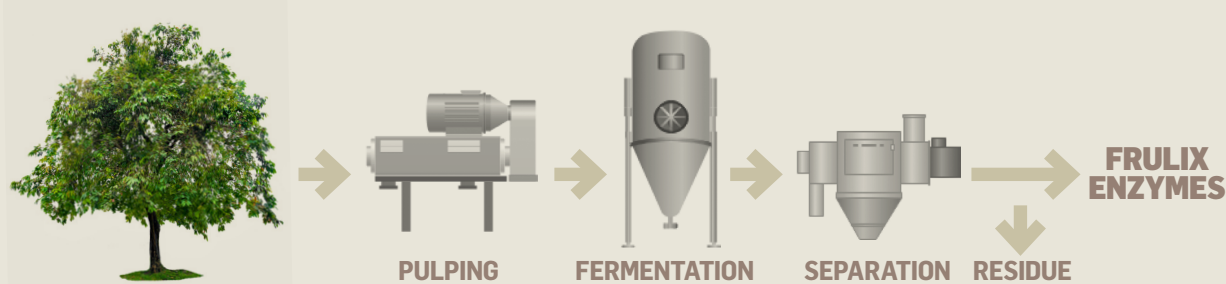 PULPING
FERMENTATION
SEPARATION
RESIDUE
FRULIX
ENZYMES